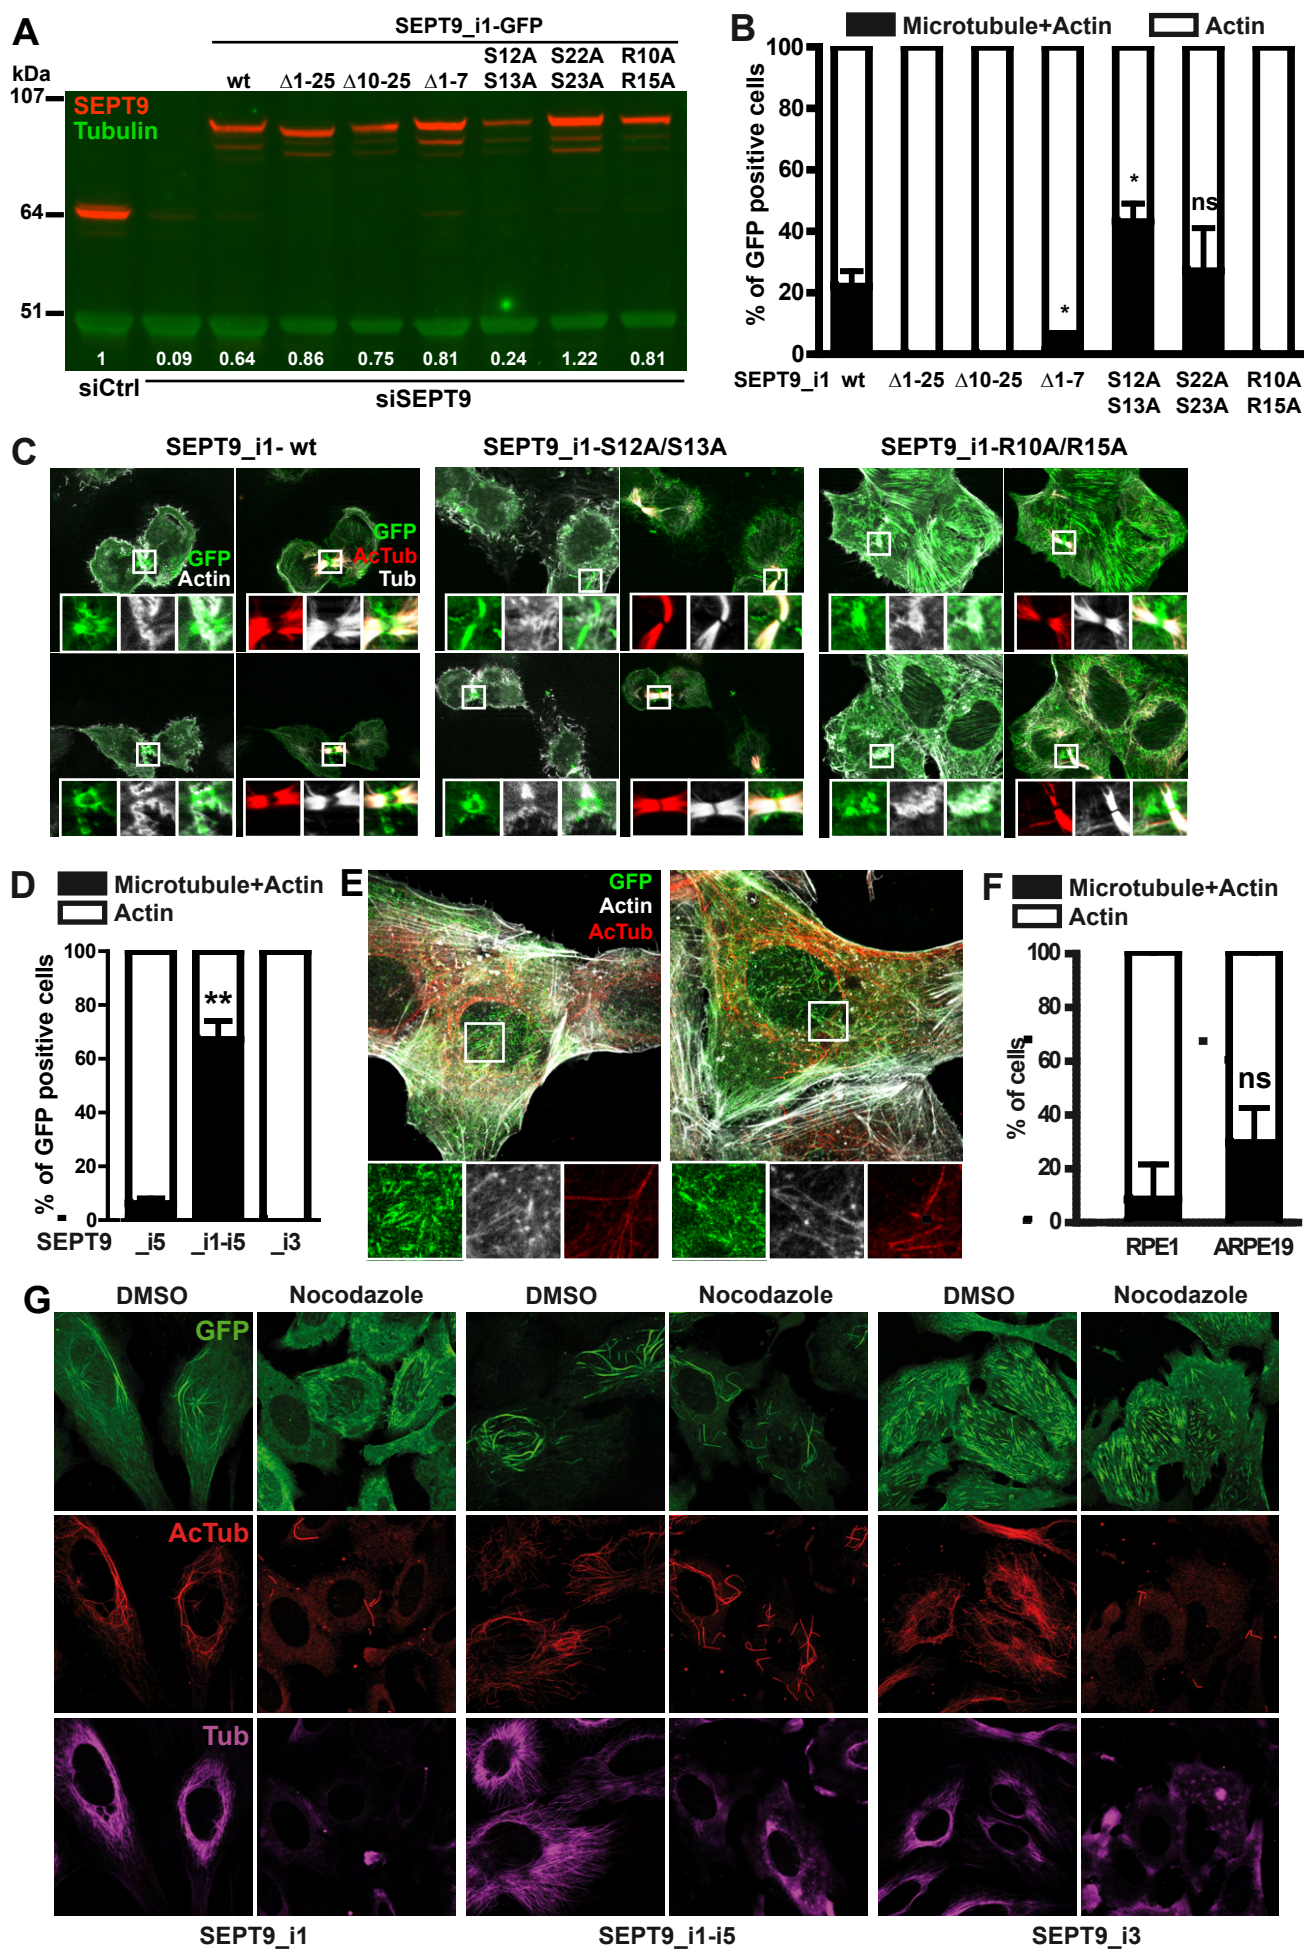 A
SEPT9_i1-GFP
S12A S22A R10A
kDa wt Δ1-25 Δ10-25 Δ1-7 S13A S23A R15A
107
SEPT9
Tubulin
64
51
1 0.09 0.64 0.86 0.75 0.81 0.24 1.22 0.81
siCtrl
siSEPT9
B
Microtubule+Actin Actin
% of GFP positive cells
100
80
60
40
20
0
* * ns
SEPT9_i1 wt Δ1-25 Δ10-25 Δ1-7 S12A S22A R10A
S13A S23A R15A
C
SEPT9_i1- wt SEPT9_i1-S12A/S13A SEPT9_i1-R10A/R15A
GFP
Actin
GFP
AcTub
Tub
D
Microtubule+Actin
Actin
% of GFP positive cells
100
80
60
40
20
0
**
SEPT9 _i5 _i1-i5 _i3
E
GFP
Actin
AcTub
F
Microtubule+Actin
Actin
% of cells
100
80
60
40
20
0
ns
RPE1 ARPE19
G
DMSO Nocodazole DMSO Nocodazole DMSO Nocodazole
GFP
AcTub
Tub
SEPT9_i1 SEPT9_i1-i5 SEPT9_i3